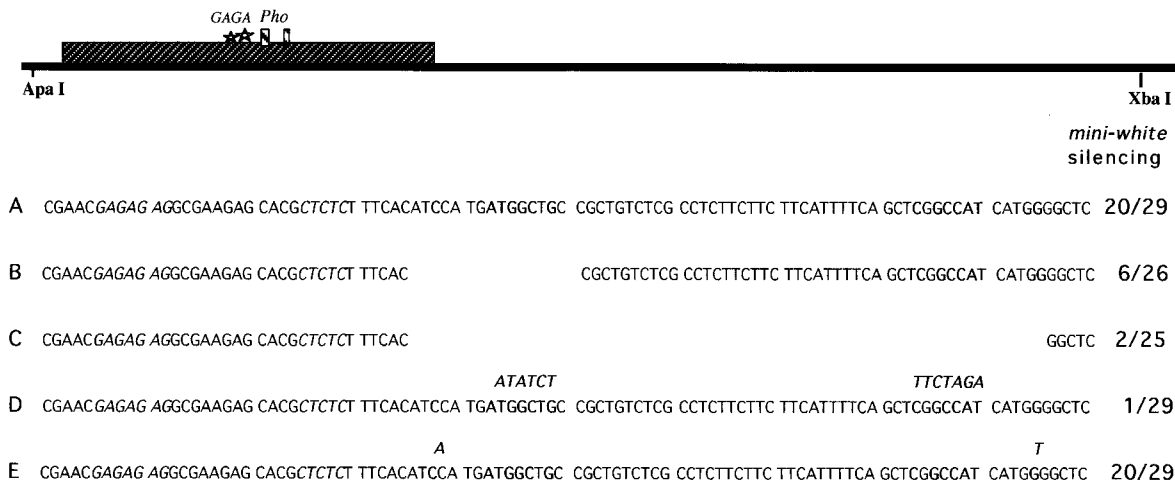 GAGA Pho
Apa I
Xba I
mini-white
silencing
A CGAACGAGAG AGGCGAAGAG CACGCTCTCT TTCACATCCA TGATGGCTGC CGCTGTCTCG CCTCTTCTTC TTCATTTTCA GCTCGGCCAT CATGGGGCTC 20/29
B CGAACGAGAG AGGCGAAGAG CACGCTCTCT TTCAC CGCTGTCTCG CCTCTTCTTC TTCATTTTCA GCTCGGCCAT CATGGGGCTC 6/26
C CGAACGAGAG AGGCGAAGAG CACGCTCTCT TTCAC GGCTC 2/25
ATATCT TTCTAGA
D CGAACGAGAG AGGCGAAGAG CACGCTCTCT TTCACATCCA TGATGGCTGC CGCTGTCTCG CCTCTTCTTC TTCATTTTCA GCTCGGCCAT CATGGGGCTC 1/29
A T
E CGAACGAGAG AGGCGAAGAG CACGCTCTCT TTCACATCCA TGATGGCTGC CGCTGTCTCG CCTCTTCTTC TTCATTTTCA GCTCGGCCAT CATGGGGCTC 20/29